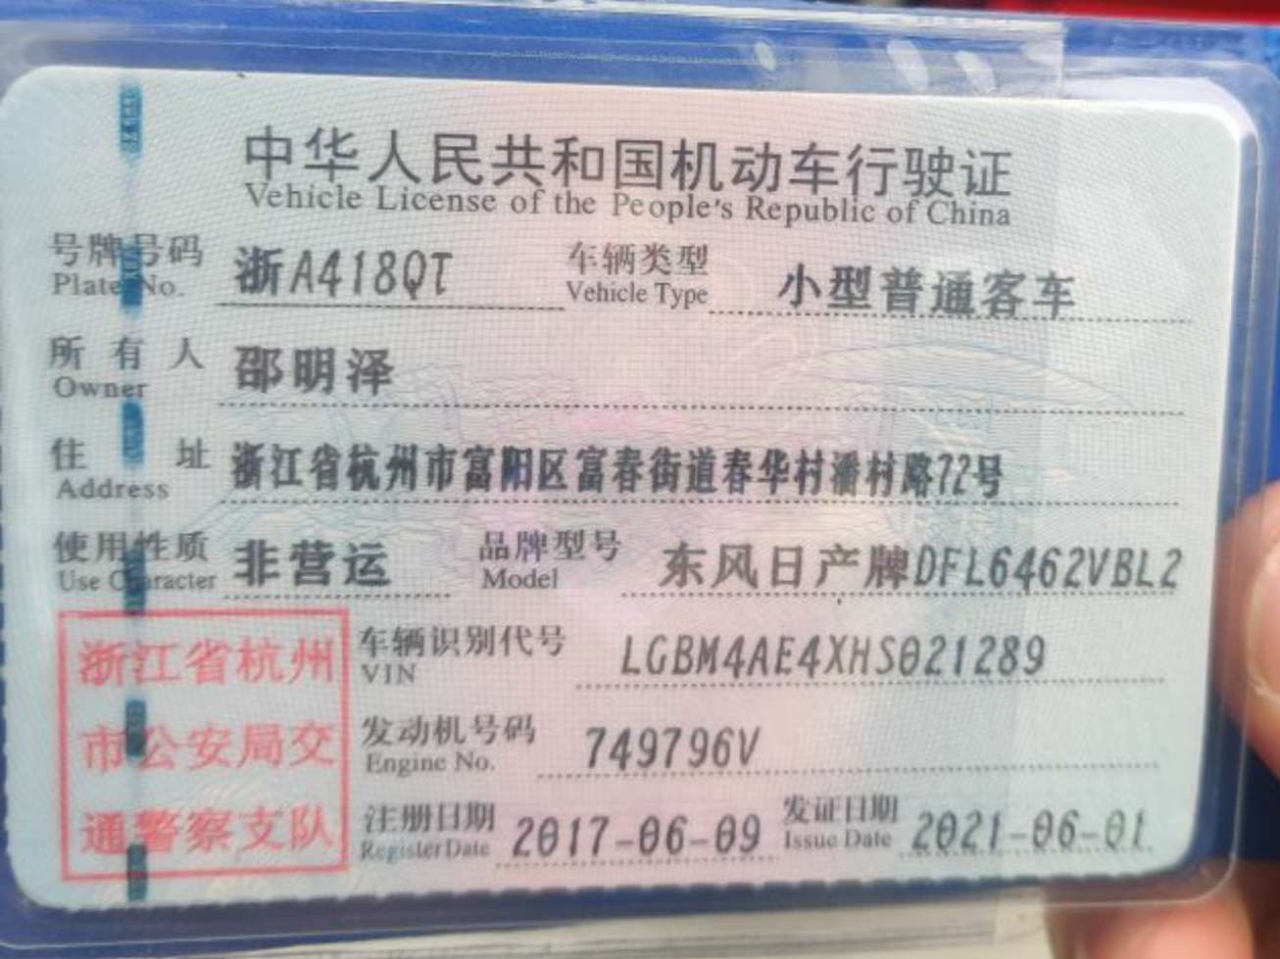 中华人民共和国机动车行驶证
Vehicle License of the People's Republic of China
号牌号码 浙A418QT 车辆类型 小型普通客车
Plate No. Vehicle Type
所有人 邵明泽
Owner
住址 浙江省杭州市富阳区富春街道春华村潘村路72号
Address
使用性质 非营运 品牌型号 东风日产牌DFL6462VBL2
Use Character Model
车辆识别代号 LGBM4AE4XHS021289
VIN
发动机号码 749796V
Engine No.
注册日期 2017-06-09 发证日期 2021-06-01
Register Date Issue Date
浙江省杭州
市公安局交
通警察支队